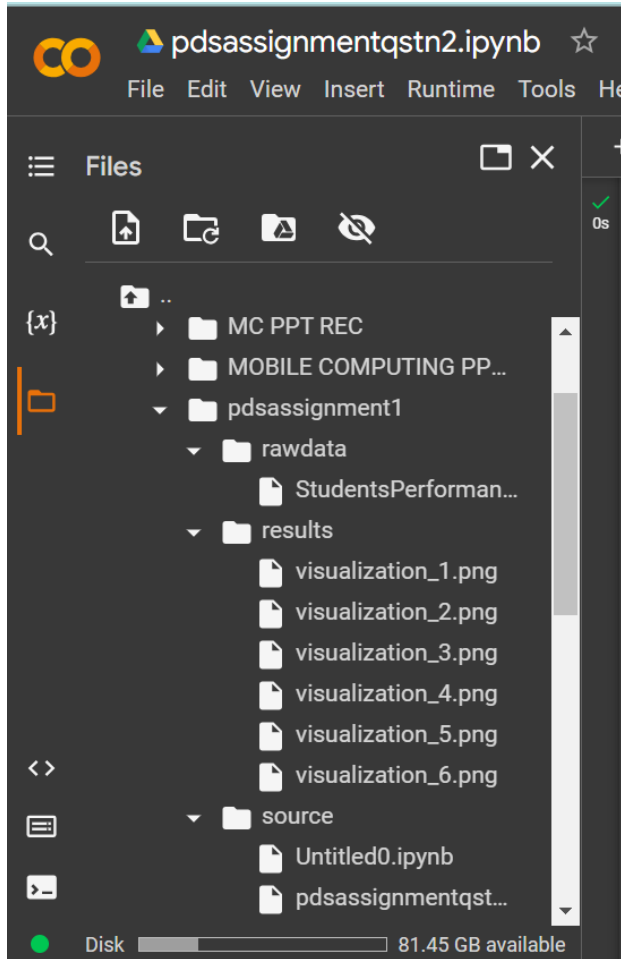 pdsassignmentqstn2.ipynb
File Edit View Insert Runtime Tools He
Files
0s
..
{x}
MC PPT REC
MOBILE COMPUTING PP...
pdsassignment1
rawdata
StudentsPerforman...
results
visualization_1.png
visualization_2.png
visualization_3.png
visualization_4.png
visualization_5.png
visualization_6.png
source
Untitled0.ipynb
pdsassignmentqst...
Disk 81.45 GB available